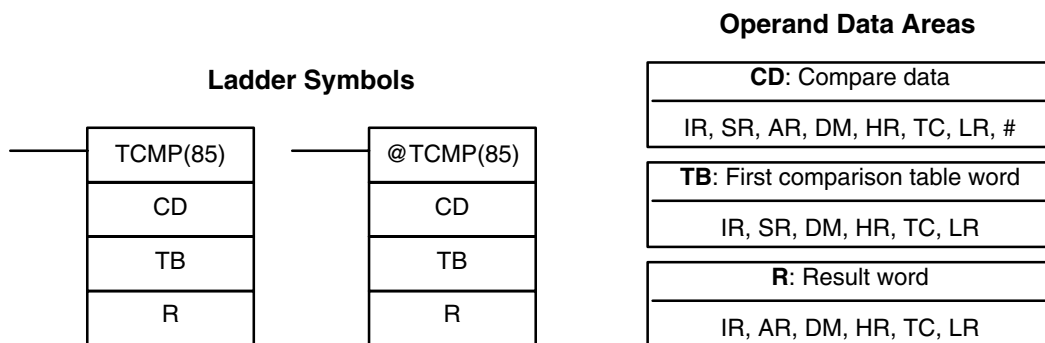 Ladder Symbols
TCMP(85)
CD
TB
R
@TCMP(85)
CD
TB
R
Operand Data Areas
CD: Compare data
IR, SR, AR, DM, HR, TC, LR, #
TB: First comparison table word
IR, SR, DM, HR, TC, LR
R: Result word
IR, AR, DM, HR, TC, LR